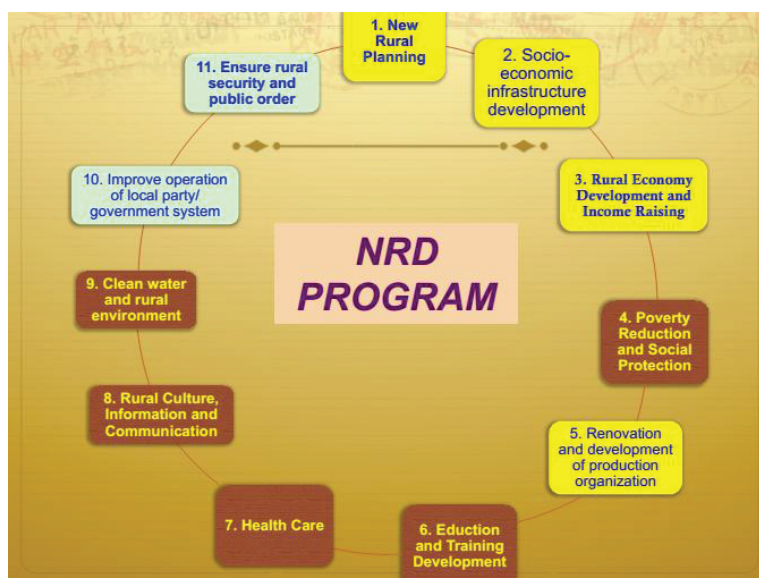 1. New
Rural
Planning
2. Socio-
economic
infrastructure
development
3. Rural Economy
Development and
Income Raising
4. Poverty
Reduction
and Social
Protection
5. Renovation
and development
of production
organization
6. Eduction
and Training
Development
7. Health Care
8. Rural Culture,
Information and
Communication
9. Clean water
and rural
environment
10. Improve operation
of local party/
government system
11. Ensure rural
security and
public order
NRD
PROGRAM